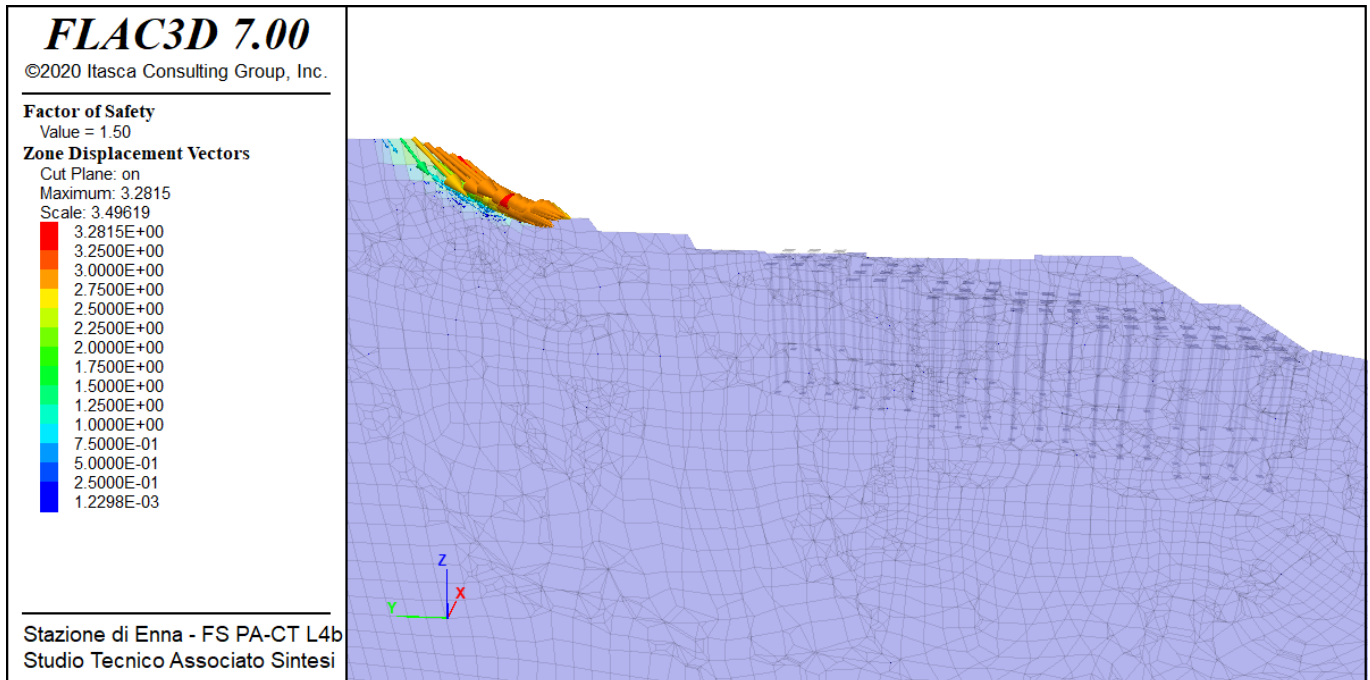 FLAC3D 7.00
©2020 Itasca Consulting Group, Inc.
Factor of Safety
Value = 1.50
Zone Displacement Vectors
Cut Plane: on
Maximum: 3.2815
Scale: 3.49619
3.2815E+00
3.2500E+00
3.0000E+00
2.7500E+00
2.5000E+00
2.2500E+00
2.0000E+00
1.7500E+00
1.5000E+00
1.2500E+00
1.0000E+00
7.5000E-01
5.0000E-01
2.5000E-01
1.2298E-03
Stazione di Enna - FS PA-CT L4b
Studio Tecnico Associato Sintesi
Z
X
Y